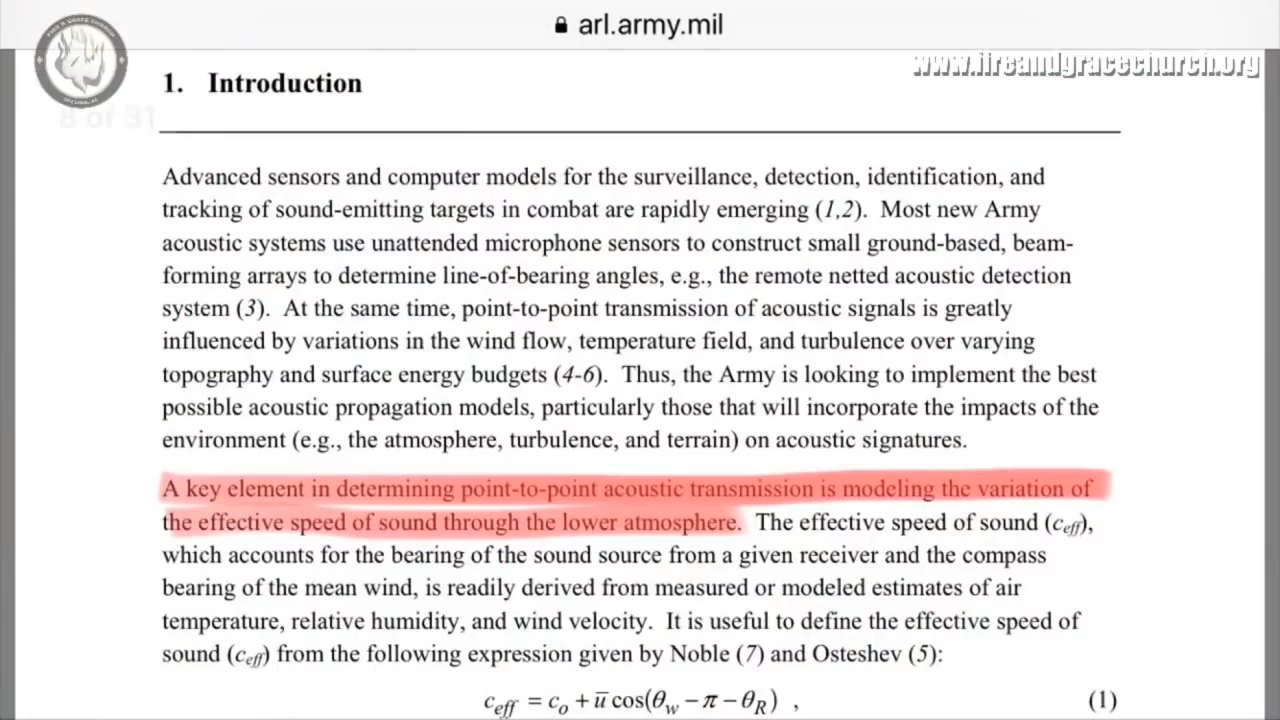 arl.army.mil
www.fireandgracechurch.org
8 of 31
1. Introduction
Advanced sensors and computer models for the surveillance, detection, identification, and
tracking of sound-emitting targets in combat are rapidly emerging (1,2). Most new Army
acoustic systems use unattended microphone sensors to construct small ground-based, beam-
forming arrays to determine line-of-bearing angles, e.g., the remote netted acoustic detection
system (3). At the same time, point-to-point transmission of acoustic signals is greatly
influenced by variations in the wind flow, temperature field, and turbulence over varying
topography and surface energy budgets (4-6). Thus, the Army is looking to implement the best
possible acoustic propagation models, particularly those that will incorporate the impacts of the
environment (e.g., the atmosphere, turbulence, and terrain) on acoustic signatures.
A key element in determining point-to-point acoustic transmission is modeling the variation of
the effective speed of sound through the lower atmosphere. The effective speed of sound (ceff),
which accounts for the bearing of the sound source from a given receiver and the compass
bearing of the mean wind, is readily derived from measured or modeled estimates of air
temperature, relative humidity, and wind velocity. It is useful to define the effective speed of
sound (ceff) from the following expression given by Noble (7) and Osteshev (5):
ceff = co + u̅ cos(θw − π − θR) , (1)